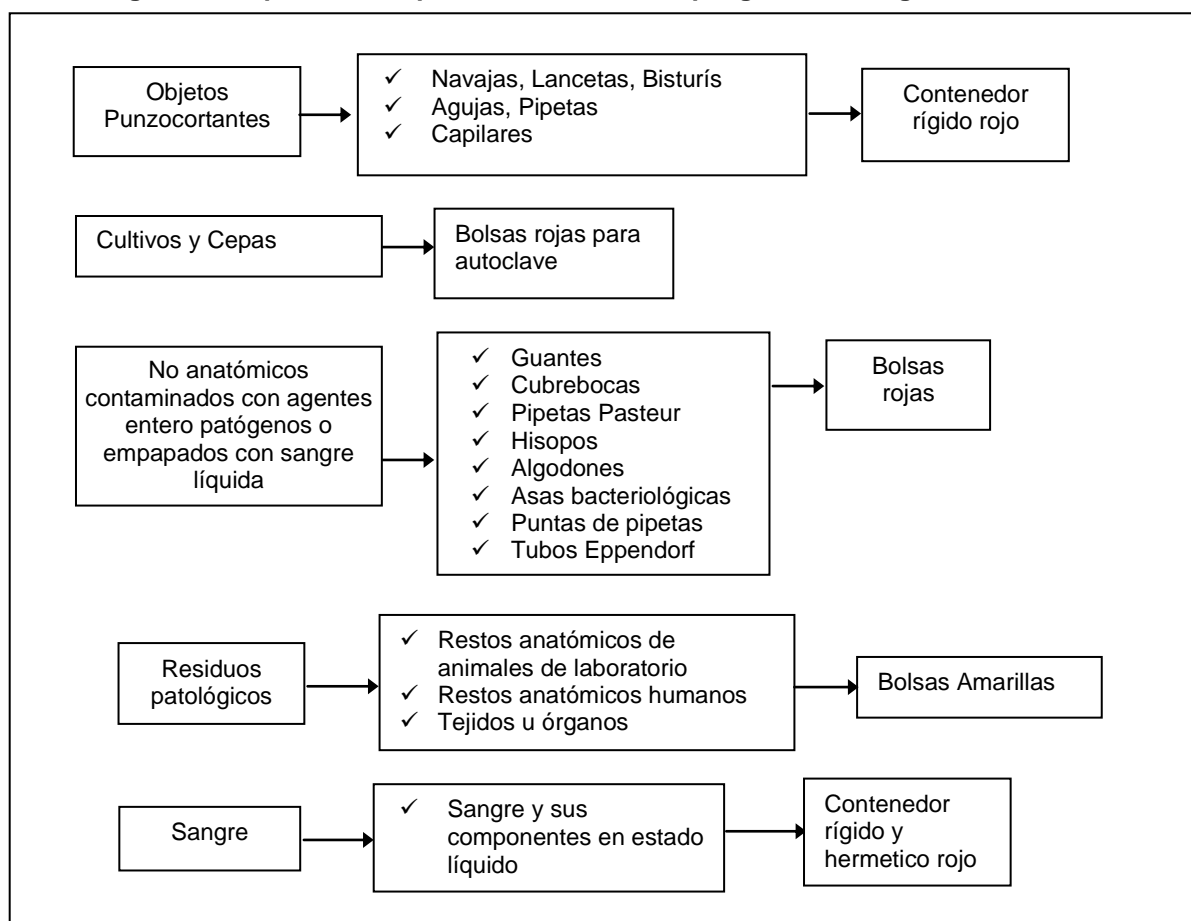 Objetos
Punzocortantes
✓ Navajas, Lancetas, Bisturís
✓ Agujas, Pipetas
✓ Capilares
Contenedor
rígido rojo
Cultivos y Cepas
Bolsas rojas para
autoclave
No anatómicos
contaminados con agentes
entero patógenos o
empapados con sangre
líquida
✓ Guantes
✓ Cubrebocas
✓ Pipetas Pasteur
✓ Hisopos
✓ Algodones
✓ Asas bacteriológicas
✓ Puntas de pipetas
✓ Tubos Eppendorf
Bolsas
rojas
Residuos
patológicos
✓ Restos anatómicos de
animales de laboratorio
✓ Restos anatómicos humanos
✓ Tejidos u órganos
Bolsas Amarillas
Sangre
✓ Sangre y sus
componentes en estado
líquido
Contenedor
rígido y
hermetico rojo